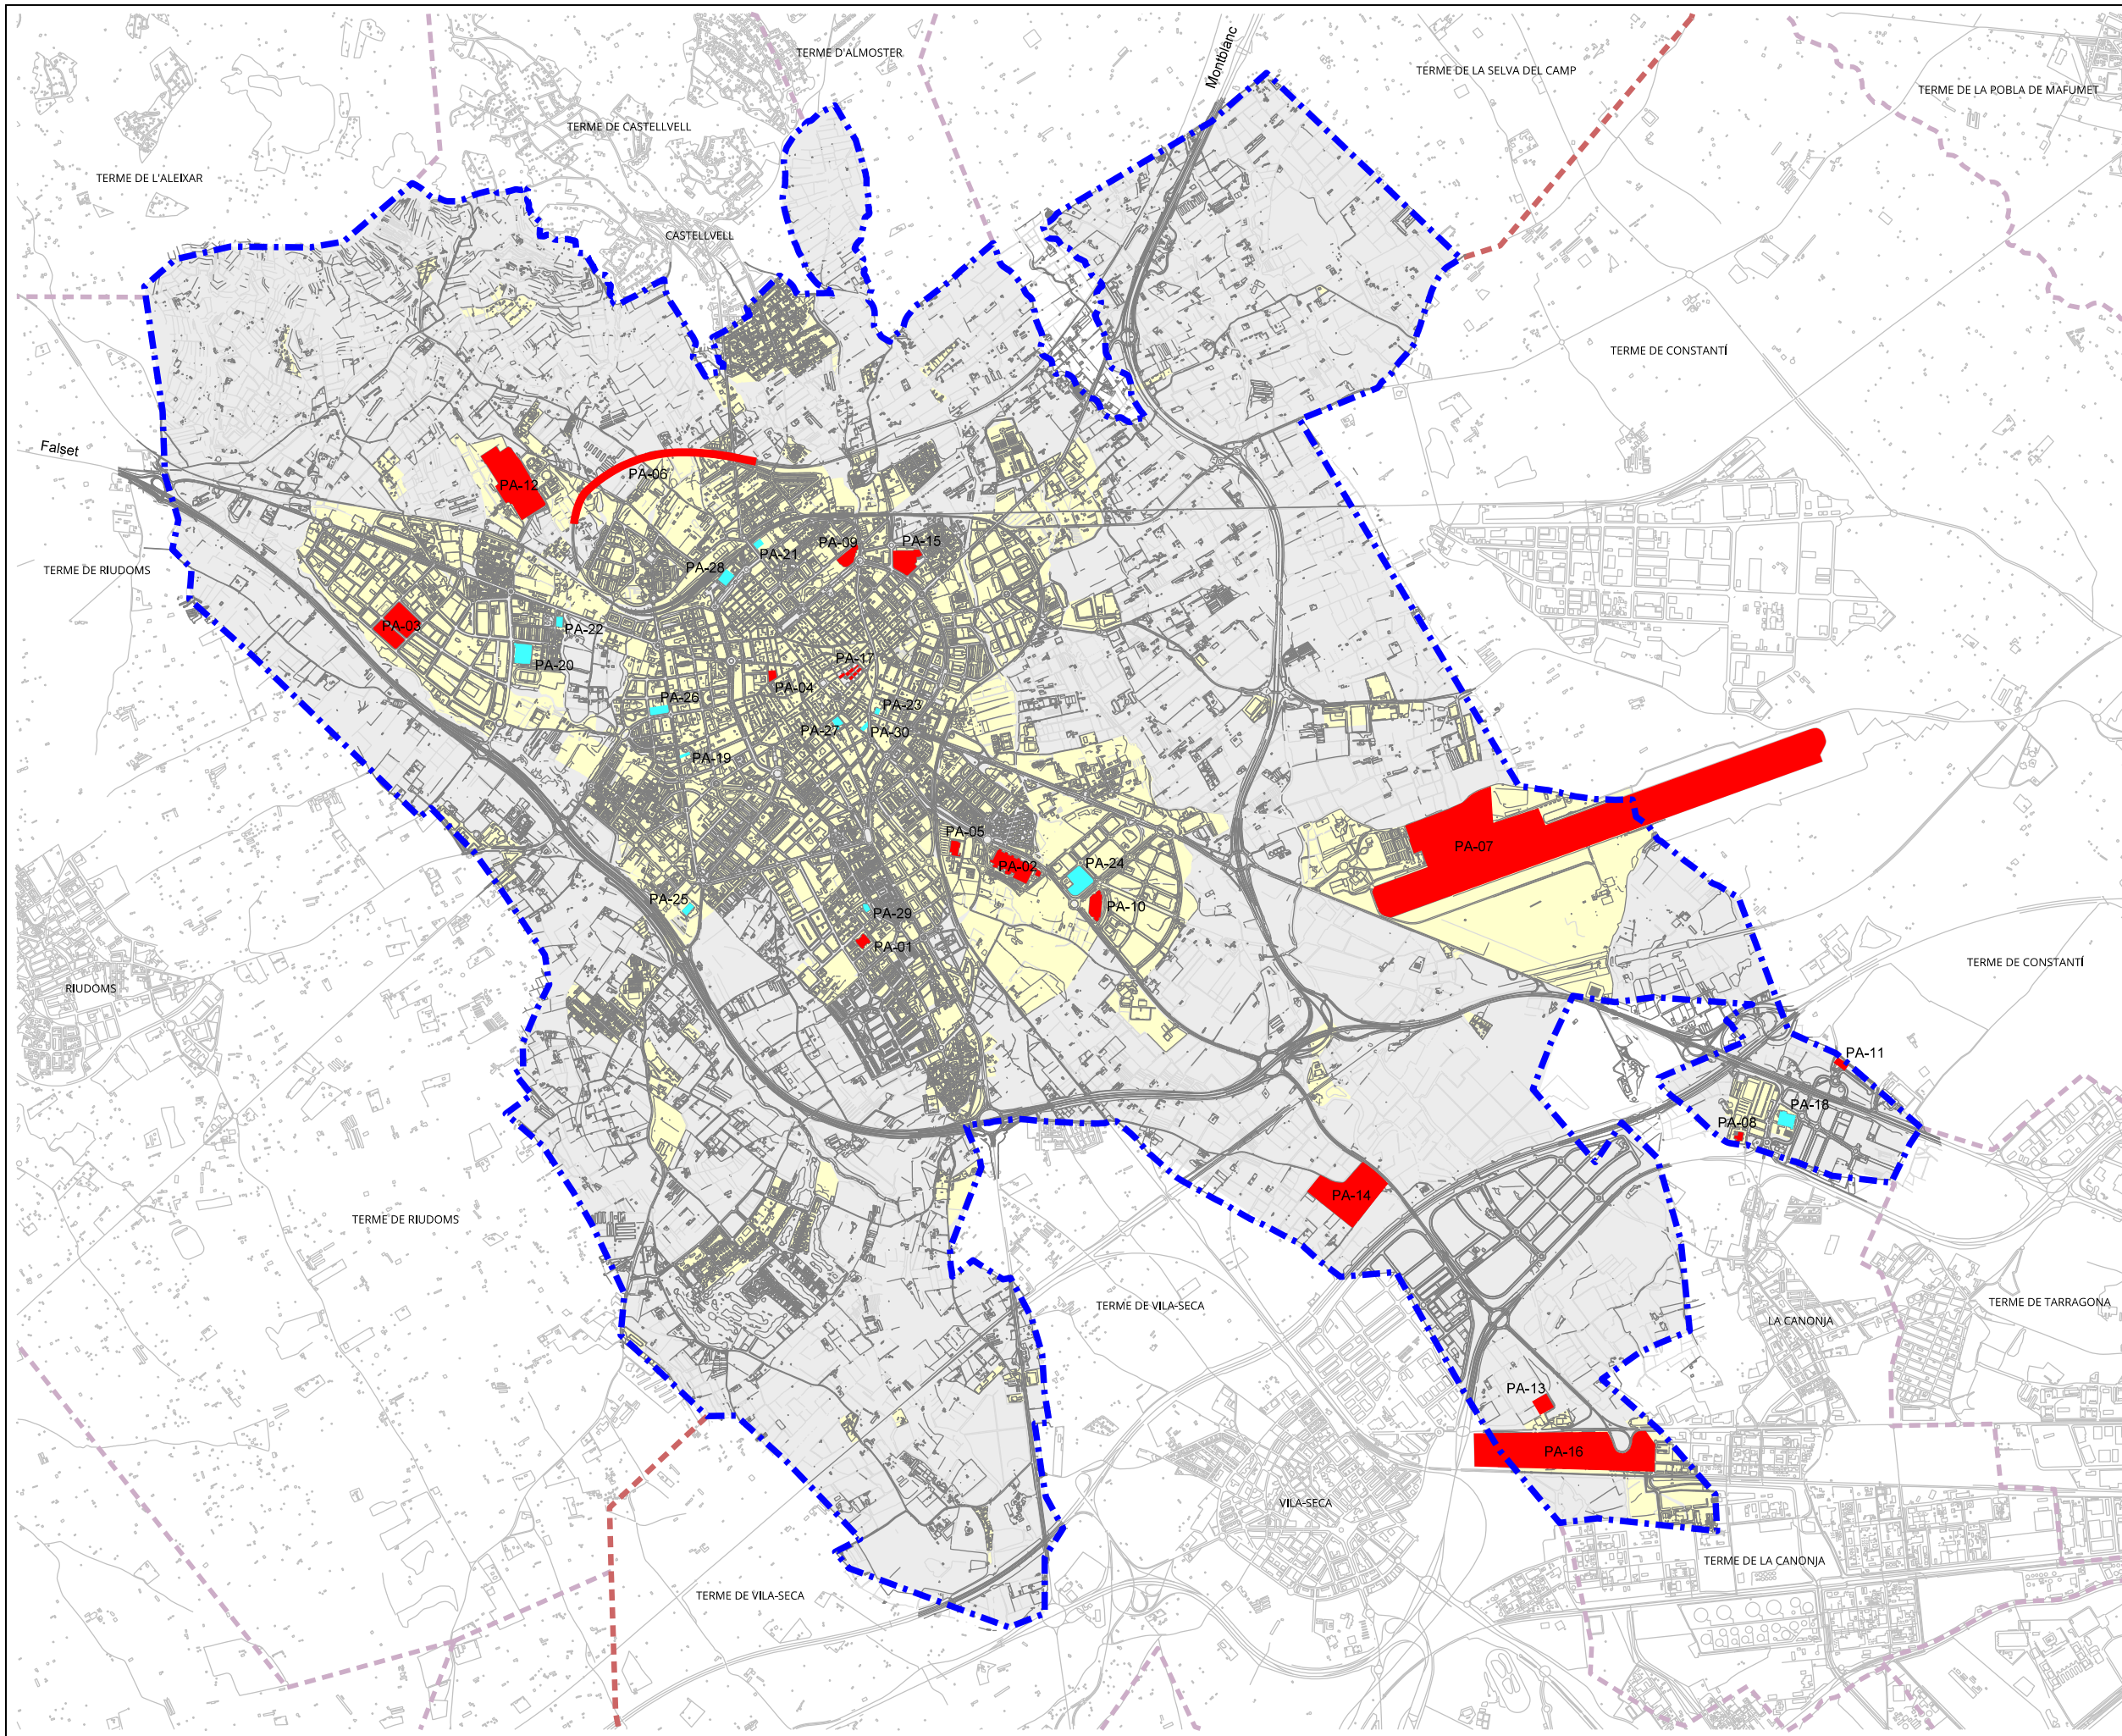 TERME D'ALMOSTER
Montblanc
TERME DE LA SELVA DEL CAMP
TERME DE LA POBLA DE MAFUMET
TERME DE CASTELLVELL
TERME DE L'ALEIXAR
CASTELLVELL
TERME DE CONSTANTÍ
Falset
PA-06
PA-12
PA-21
PA-09
PA-15
PA-28
TERME DE RIUDOMS
PA-03
PA-22
PA-20
PA-17
PA-04
PA-26
PA-23
PA-27
PA-30
PA-19
PA-05
PA-02
PA-24
PA-07
PA-25
PA-29
PA-10
PA-01
RIUDOMS
TERME DE CONSTANTÍ
PA-11
PA-18
PA-08
PA-14
TERME DE RIUDOMS
TERME DE VILA-SECA
TERME DE TARRAGONA
LA CANONJA
PA-13
PA-16
VILA-SECA
TERME DE LA CANONJA
TERME DE VILA-SECA